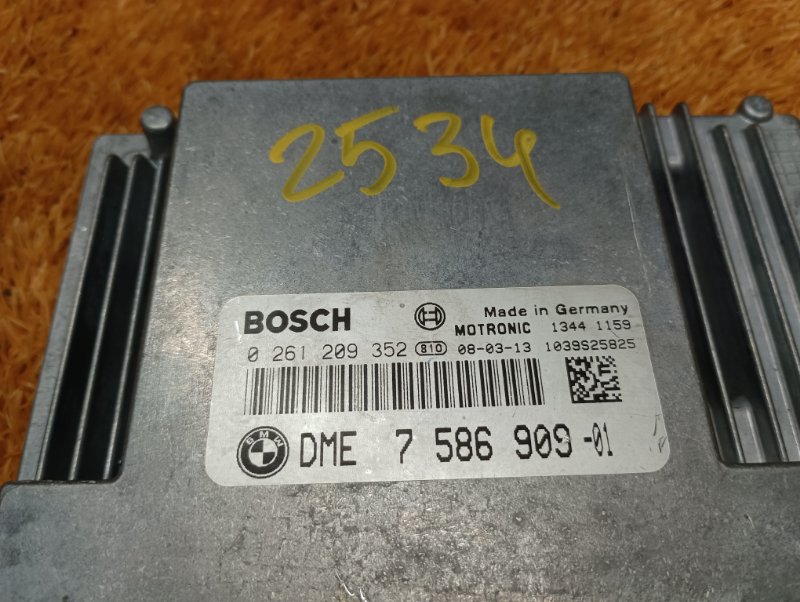 2534
BOSCH Made in Germany
MOTRONIC 1344 1159
0 261 209 352 810 08-03-13 1039S25825
BMW DME 7 586 909-01